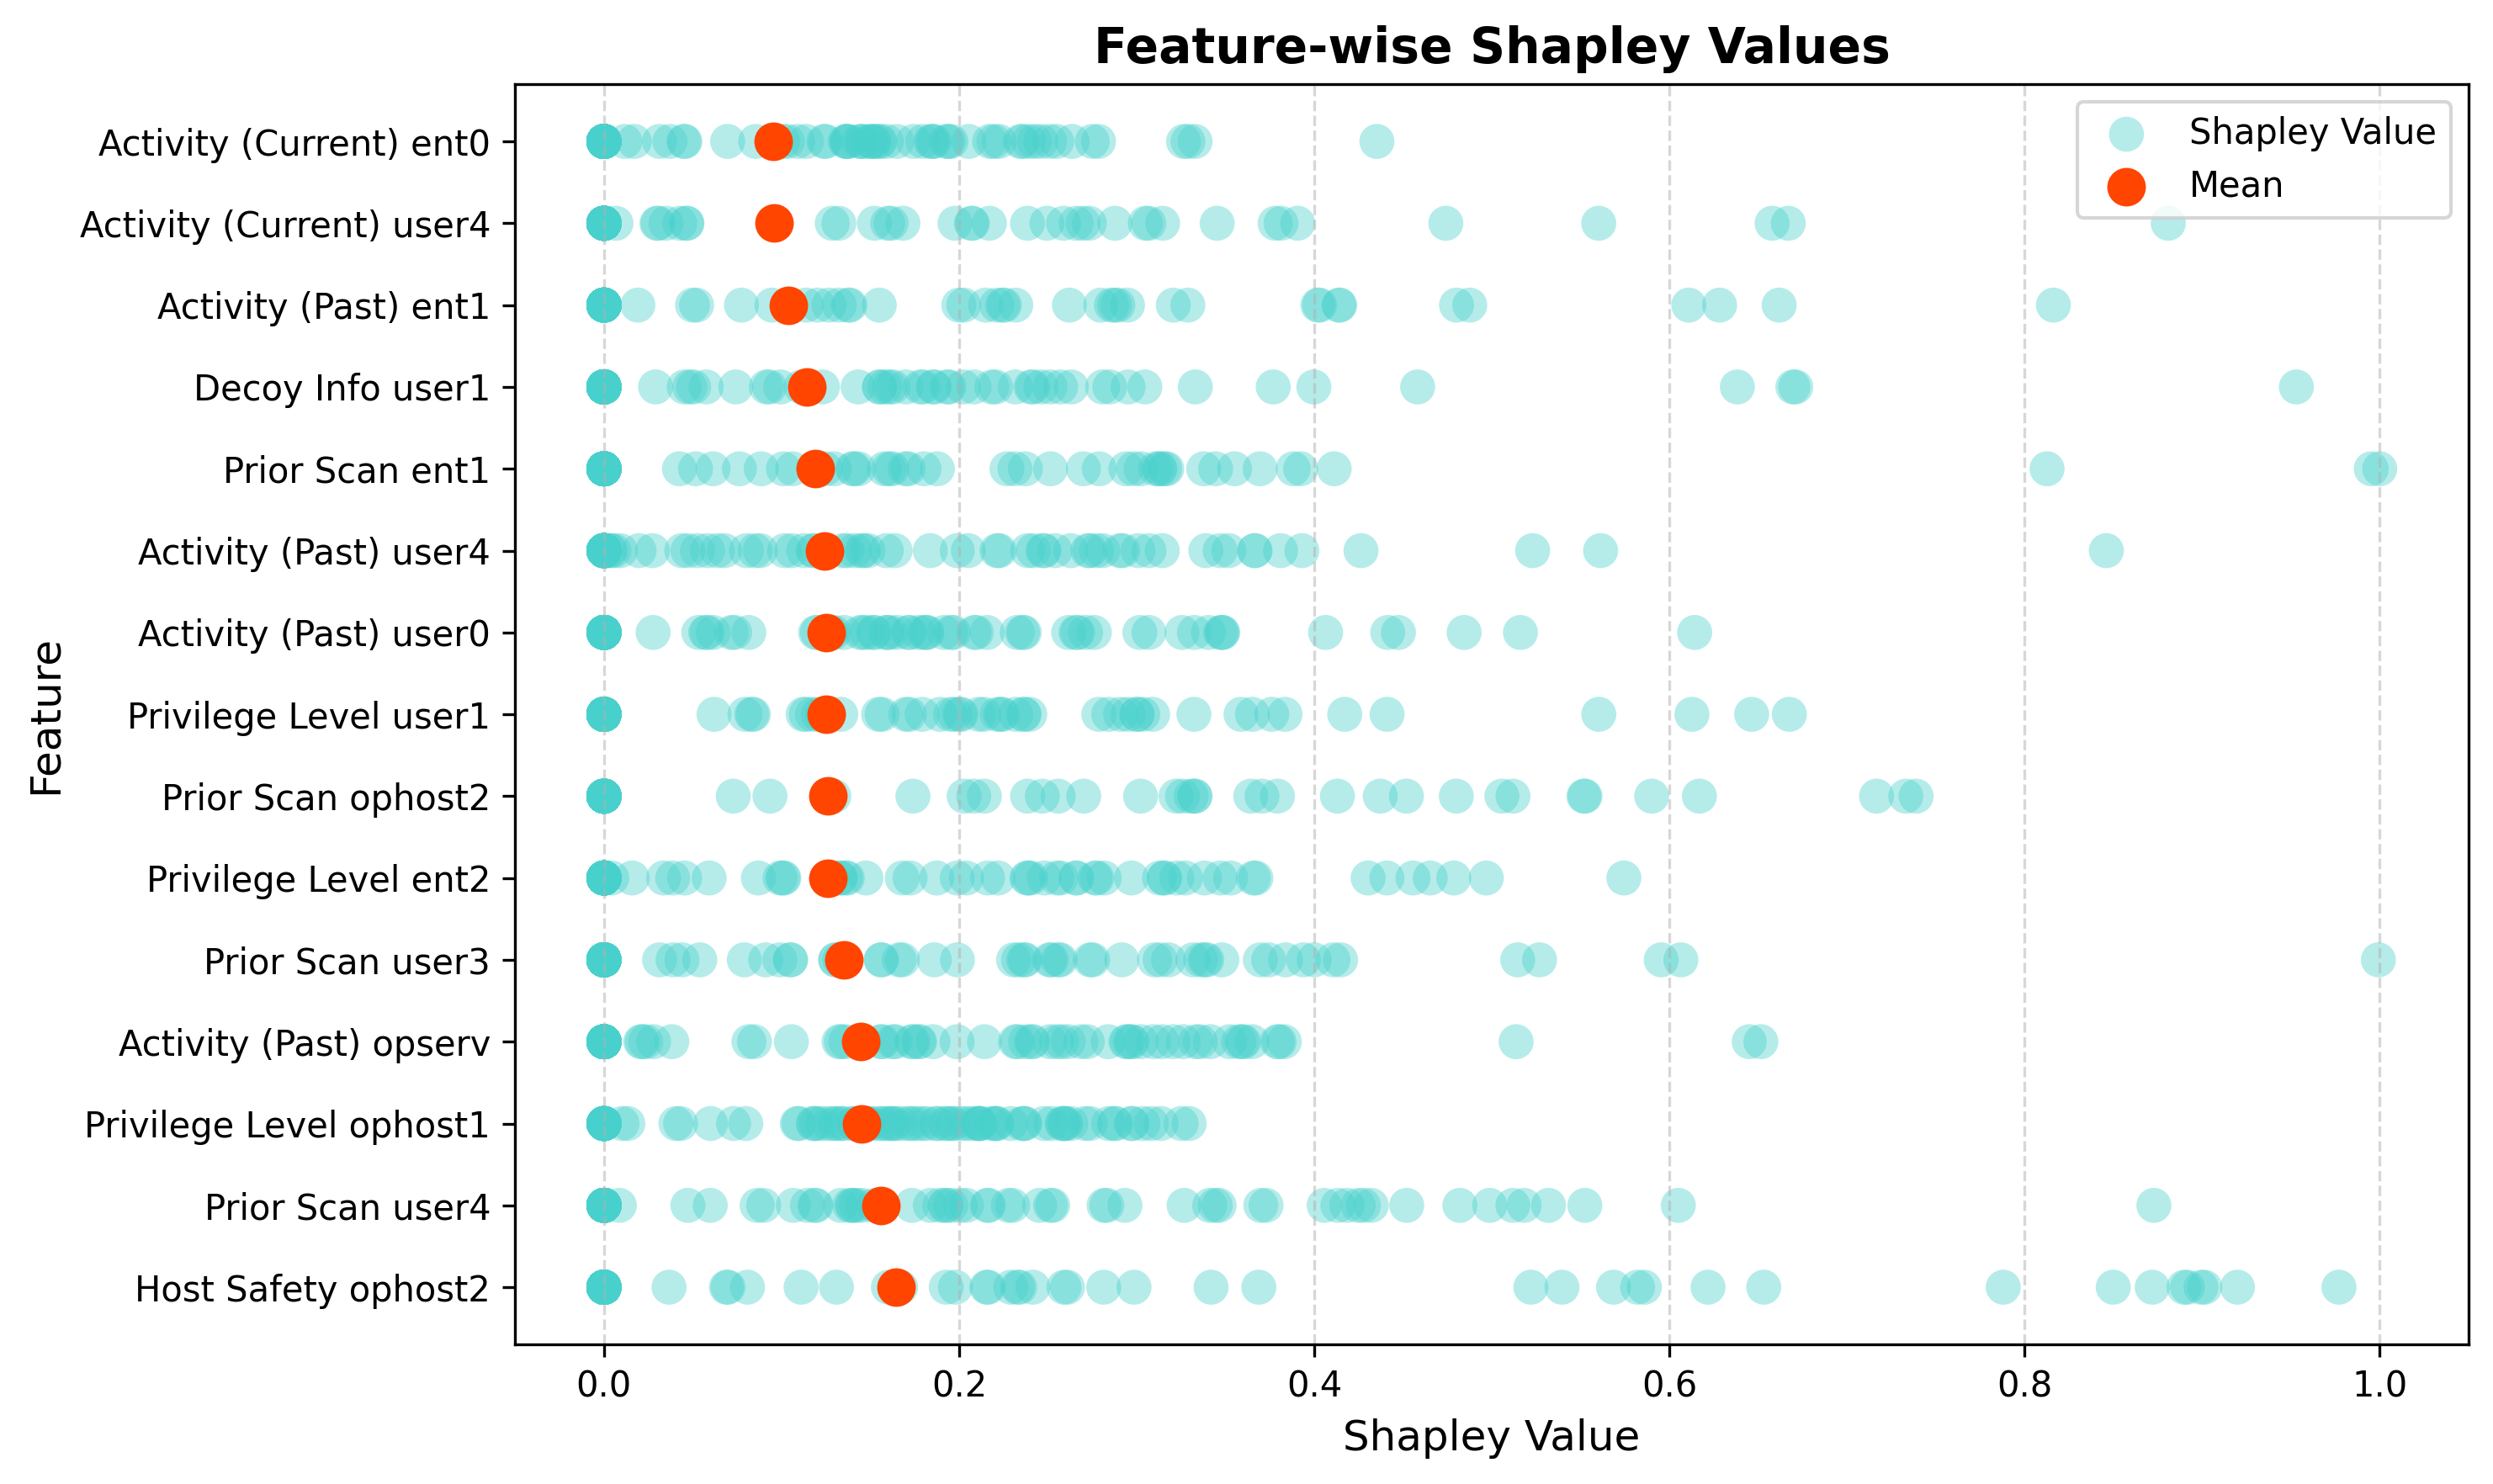 Feature-wise Shapley Values
Shapley Value
Mean
Activity (Current) ent0
Activity (Current) user4
Activity (Past) ent1
Decoy Info user1
Prior Scan ent1
Activity (Past) user4
Activity (Past) user0
Privilege Level user1
Prior Scan ophost2
Privilege Level ent2
Prior Scan user3
Activity (Past) opserv
Privilege Level ophost1
Prior Scan user4
Host Safety ophost2
Feature
0.0 0.2 0.4 0.6 0.8 1.0
Shapley Value